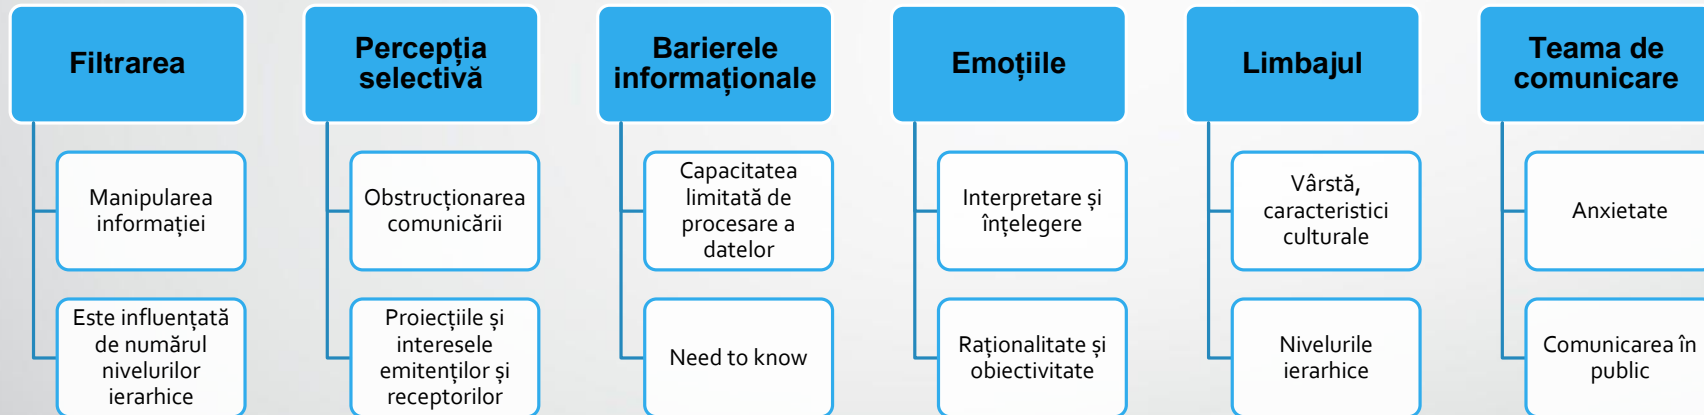 Filtrarea
Manipularea
informației
Este influențată
de numărul
nivelurilor
ierarhice
Percepția
selectivă
Obstrucționarea
comunicării
Proiecțiile și
interesele
emitenților și
receptorilor
Barierele
informaționale
Capacitatea
limitată de
procesare a
datelor
Need to know
Emoțiile
Interpretare și
înțelegere
Raționalitate și
obiectivitate
Limbajul
Vârstă,
caracteristici
culturale
Nivelurile
ierarhice
Teama de
comunicare
Anxietate
Comunicarea în
public